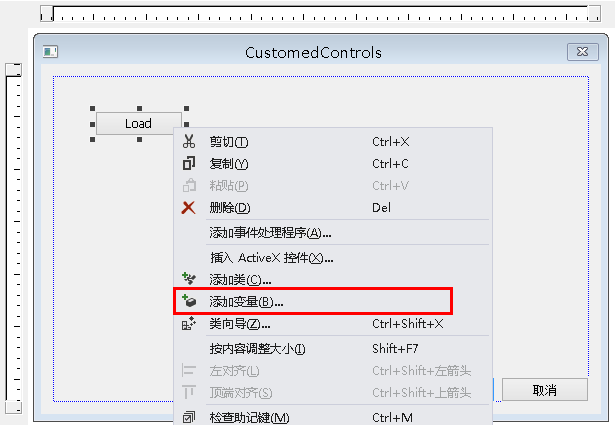 CustomedControls
Load
剪切(T) Ctrl+X
复制(Y) Ctrl+C
粘贴(P) Ctrl+V
删除(D) Del
添加事件处理程序(A)...
插入 ActiveX 控件(X)...
添加类(C)...
添加变量(B)...
类向导(Z)... Ctrl+Shift+X
按内容调整大小(I) Shift+F7
左对齐(L) Ctrl+Shift+左箭头
顶端对齐(S) Ctrl+Shift+上箭头
取消
检查助记键(M) Ctrl+M